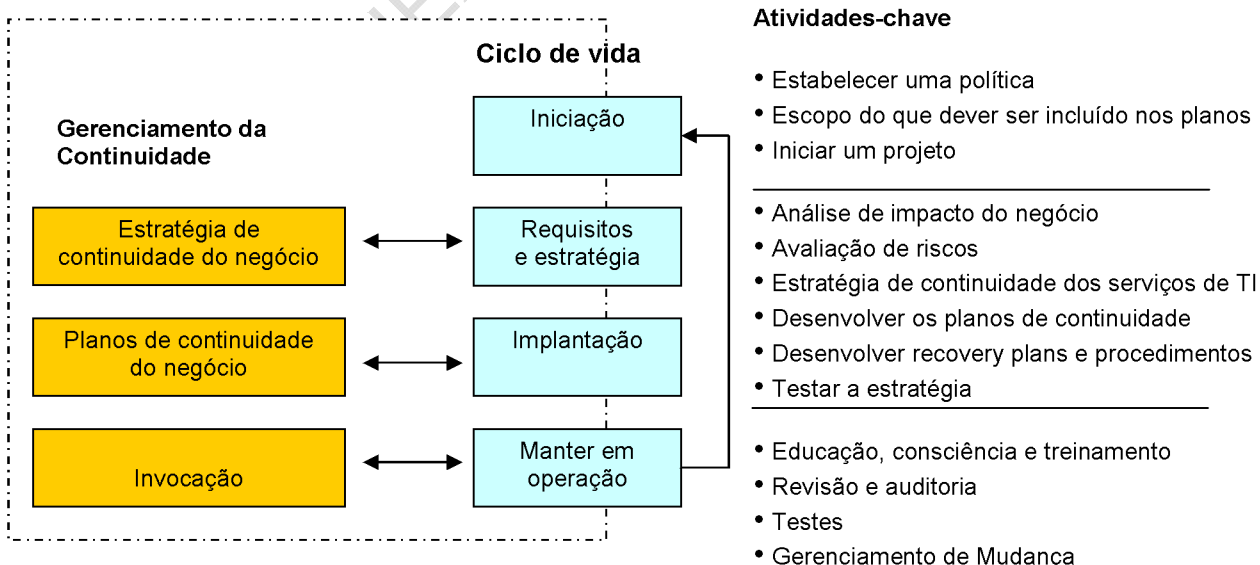 Atividades-chave
Ciclo de vida
• Estabelecer uma política
• Escopo do que dever ser incluído nos planos
• Iniciar um projeto
Gerenciamento da
Continuidade
Iniciação
Estratégia de
continuidade do negócio
Requisitos
e estratégia
• Análise de impacto do negócio
• Avaliação de riscos
• Estratégia de continuidade dos serviços de TI
• Desenvolver os planos de continuidade
• Desenvolver recovery plans e procedimentos
• Testar a estratégia
Planos de continuidade
do negócio
Implantação
Invocação
Manter em
operação
• Educação, consciência e treinamento
• Revisão e auditoria
• Testes
• Gerenciamento de Mudanca